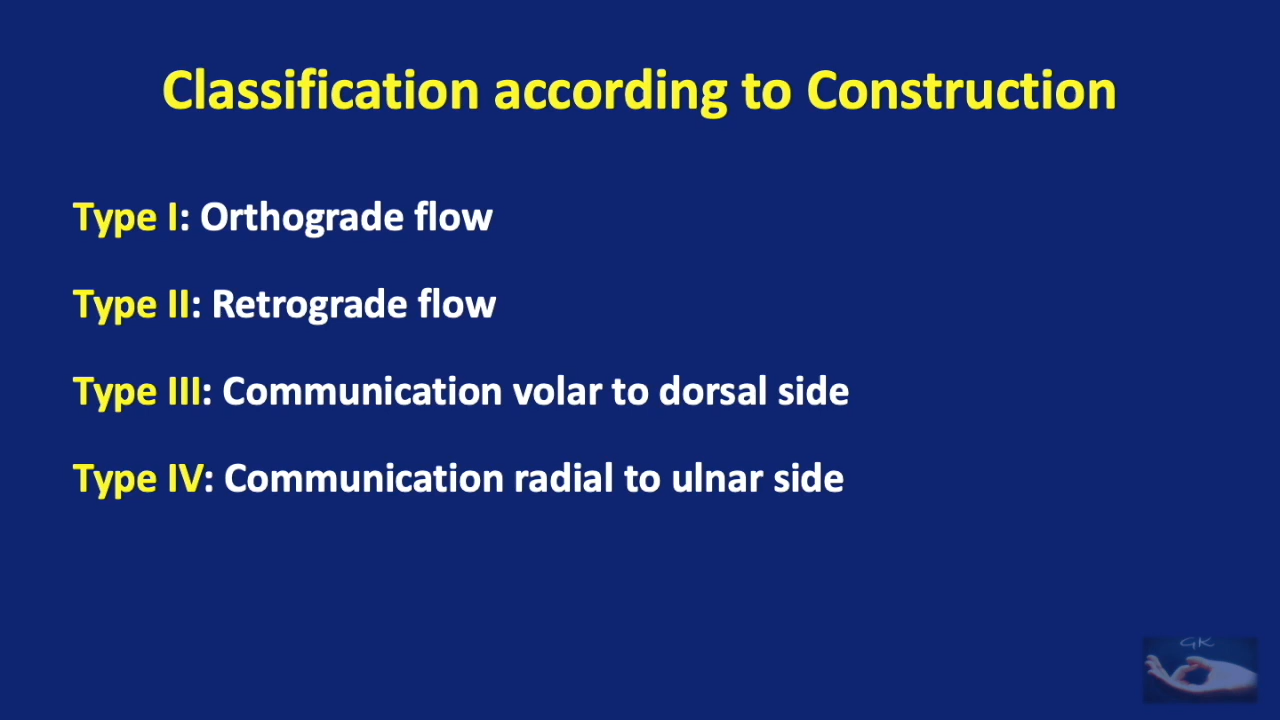 Classification according to Construction
Type I: Orthograde flow
Type II: Retrograde flow
Type III: Communication volar to dorsal side
Type IV: Communication radial to ulnar side
GK